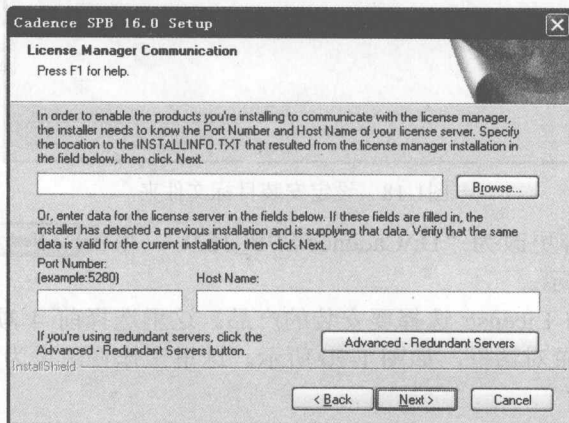 Cadence SPB 16.0 Setup
License Manager Communication
Press F1 for help.
In order to enable the products you're installing to communicate with the license manager,
the installer needs to know the Port Number and Host Name of your license server. Specify
the location to the INSTALLINFO.TXT that resulted from the license manager installation in
the field below, then click Next.
Browse...
Or, enter data for the license server in the fields below. If these fields are filled in, the
installer has detected a previous installation and is supplying that data. Verify that the same
data is valid for the current installation, then click Next.
Port Number:
(example:5280)
Host Name:
If you're using redundant servers, click the
Advanced - Redundant Servers button.
Advanced - Redundant Servers
InstallShield
< Back
Next >
Cancel